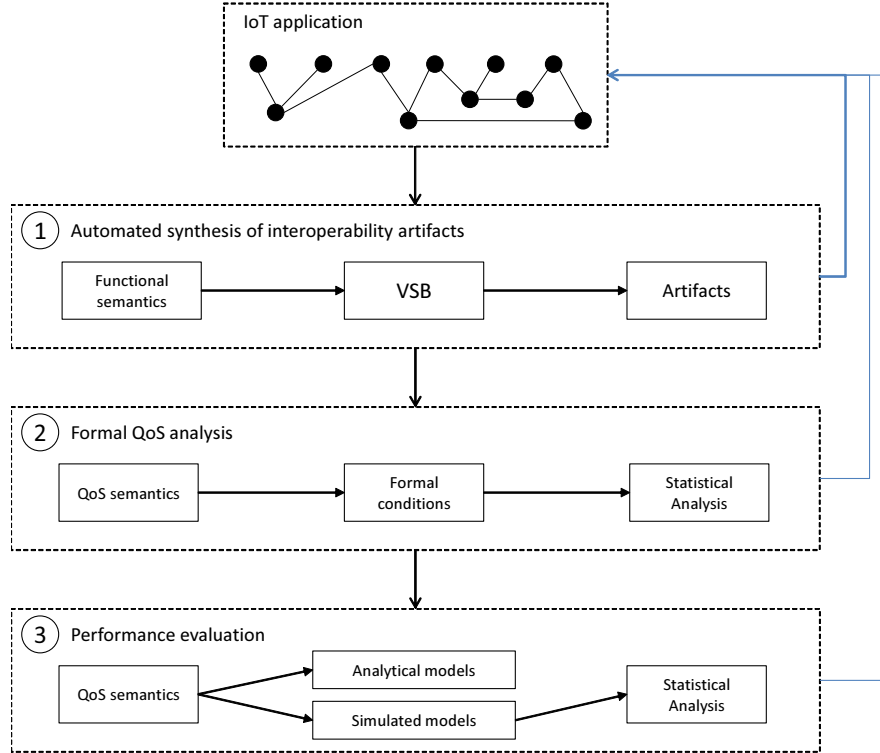 IoT application
1 Automated synthesis of interoperability artifacts
Functional
semantics
VSB
Artifacts
2 Formal QoS analysis
QoS semantics
Formal
conditions
Statistical
Analysis
3 Performance evaluation
QoS semantics
Analytical models
Simulated models
Statistical
Analysis